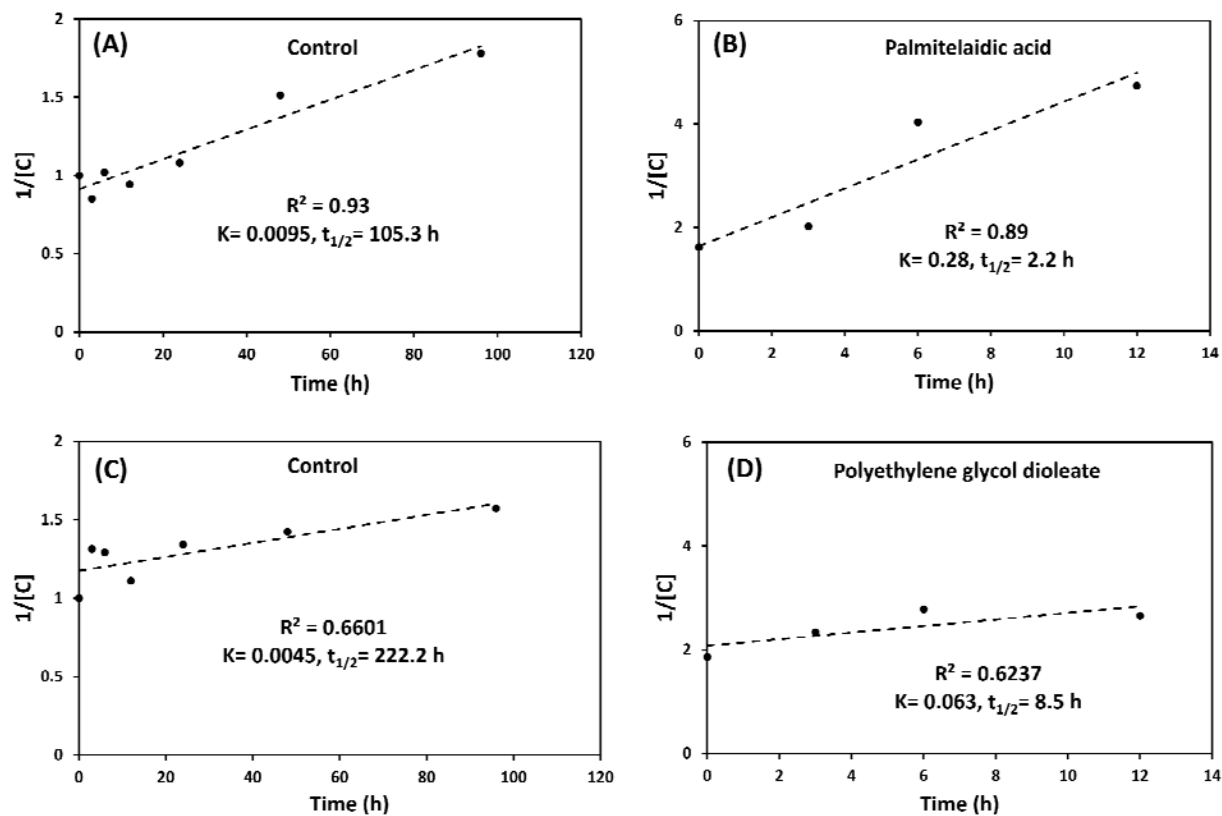 (A)
Control
2
1.5
1
0.5
0
1/[C]
R² = 0.93
K= 0.0095, t₁/₂= 105.3 h
0 20 40 60 80 100 120
Time (h)
(B)
Palmitelaidic acid
6
4
2
0
1/[C]
R² = 0.89
K= 0.28, t₁/₂= 2.2 h
0 2 4 6 8 10 12 14
Time (h)
(C)
Control
2
1.5
1
0.5
0
1/[C]
R² = 0.6601
K= 0.0045, t₁/₂= 222.2 h
0 20 40 60 80 100 120
Time (h)
(D)
Polyethylene glycol dioleate
6
4
2
0
1/[C]
R² = 0.6237
K= 0.063, t₁/₂= 8.5 h
0 2 4 6 8 10 12 14
Time (h)